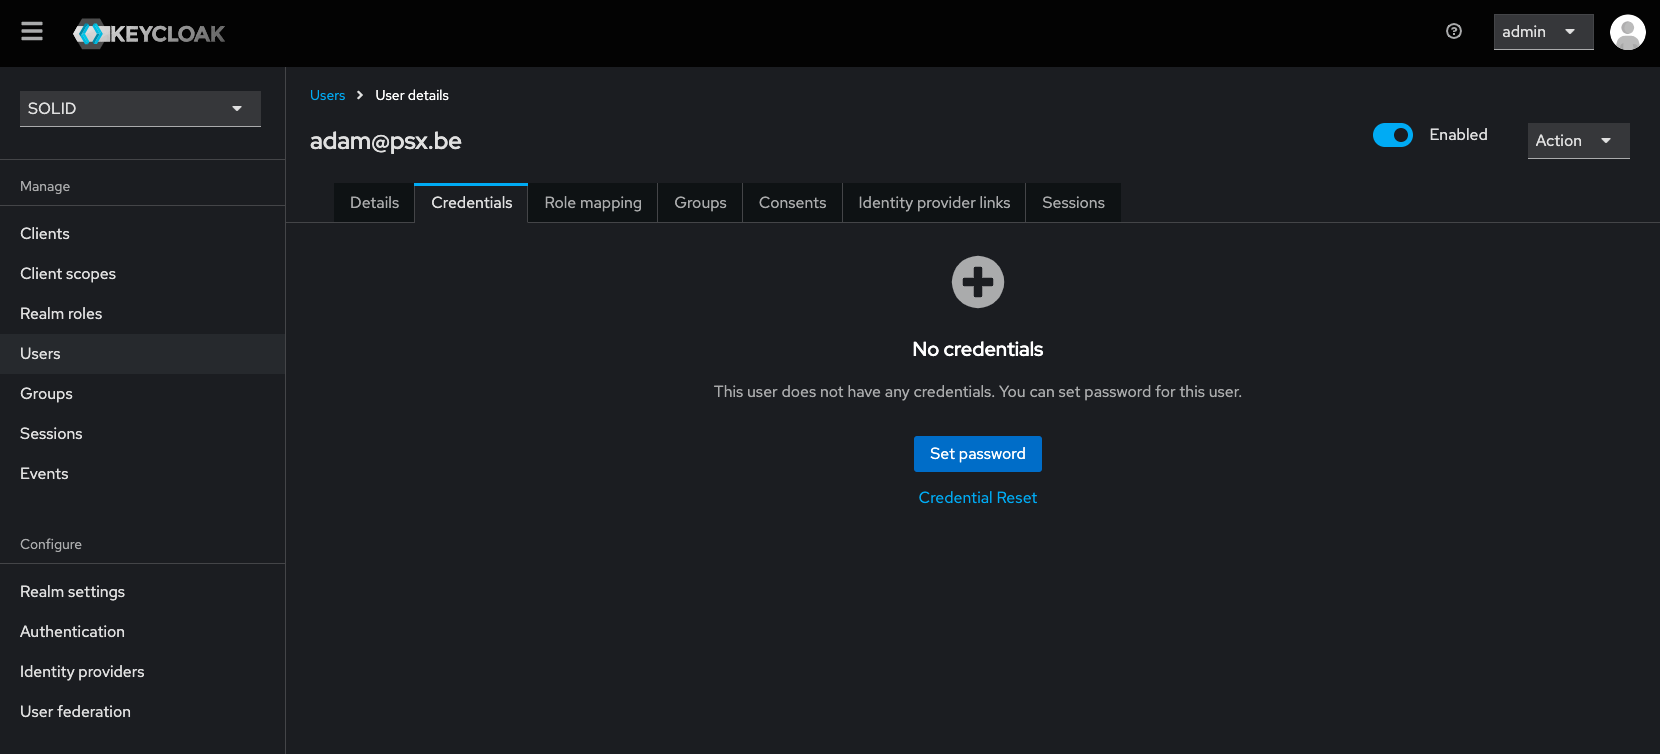 KEYCLOAK
admin
SOLID
Manage
Clients
Client scopes
Realm roles
Users
Groups
Sessions
Events
Configure
Realm settings
Authentication
Identity providers
User federation
Users > User details
adam@psx.be
Enabled
Action
Details Credentials Role mapping Groups Consents Identity provider links Sessions
No credentials
This user does not have any credentials. You can set password for this user.
Set password
Credential Reset